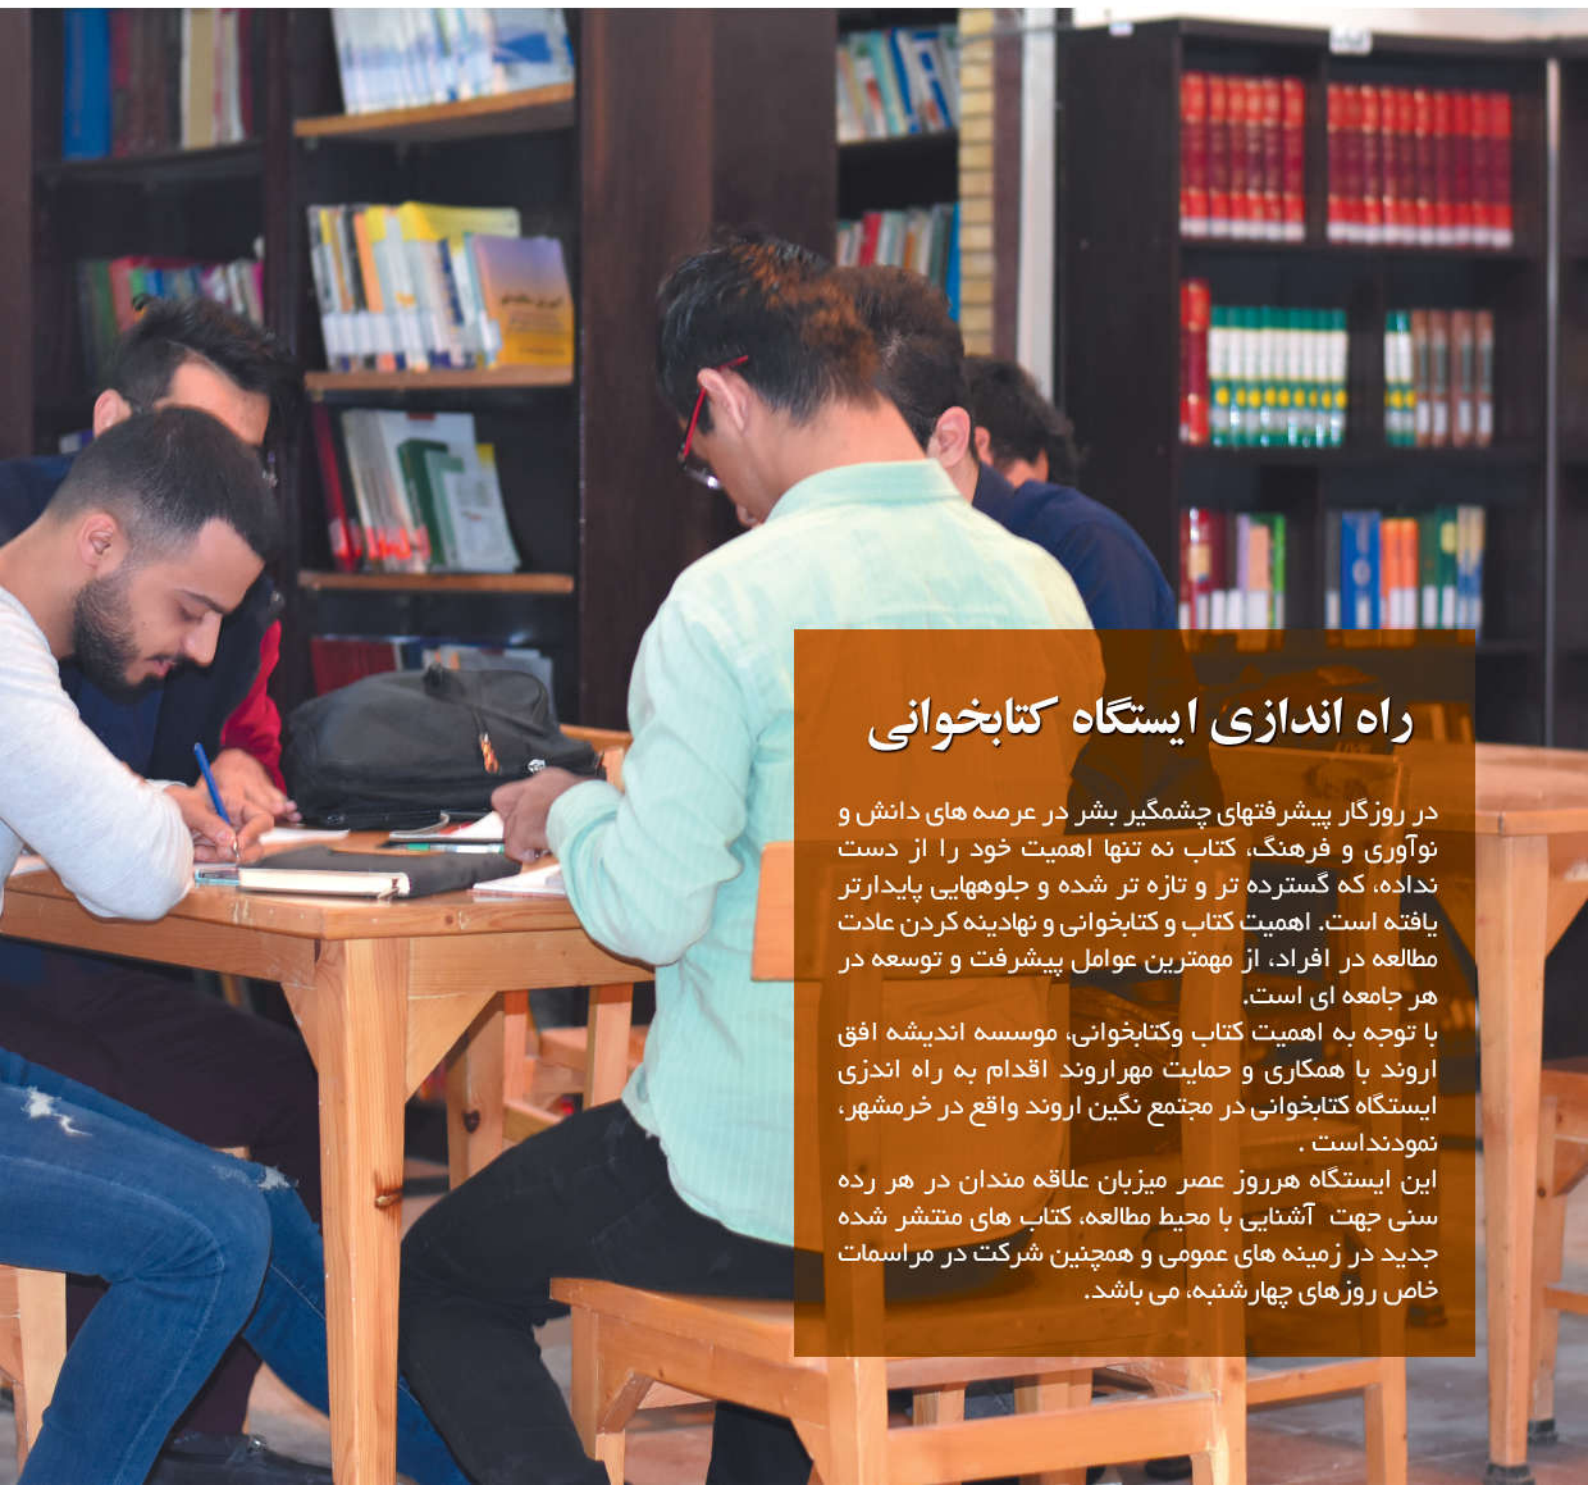 راه اندازی ایستگاه کتابخوانی
در روزگار پیشرفتهای چشمگیر بشر در عرصه های دانش و
نوآوری و فرهنگ، کتاب نه تنها اهمیت خود را از دست
نداده، که گسترده تر و تازه تر شده و جلوههایی پایدارتر
یافته است. اهمیت کتاب و کتابخوانی و نهادینه کردن عادت
مطالعه در افراد، از مهمترین عوامل پیشرفت و توسعه در
هر جامعه ای است.
با توجه به اهمیت کتاب وکتابخوانی، موسسه اندیشه افق
اروند با همکاری و حمایت مهراروند اقدام به راه اندزی
ایستگاه کتابخوانی در مجتمع نگین اروند واقع در خرمشهر،
نمودنداست .
این ایستگاه هرروز عصر میزبان علاقه مندان در هر رده
سنی جهت آشنایی با محیط مطالعه، کتاب های منتشر شده
جدید در زمینه های عمومی و همچنین شرکت در مراسمات
خاص روزهای چهارشنبه، می باشد.